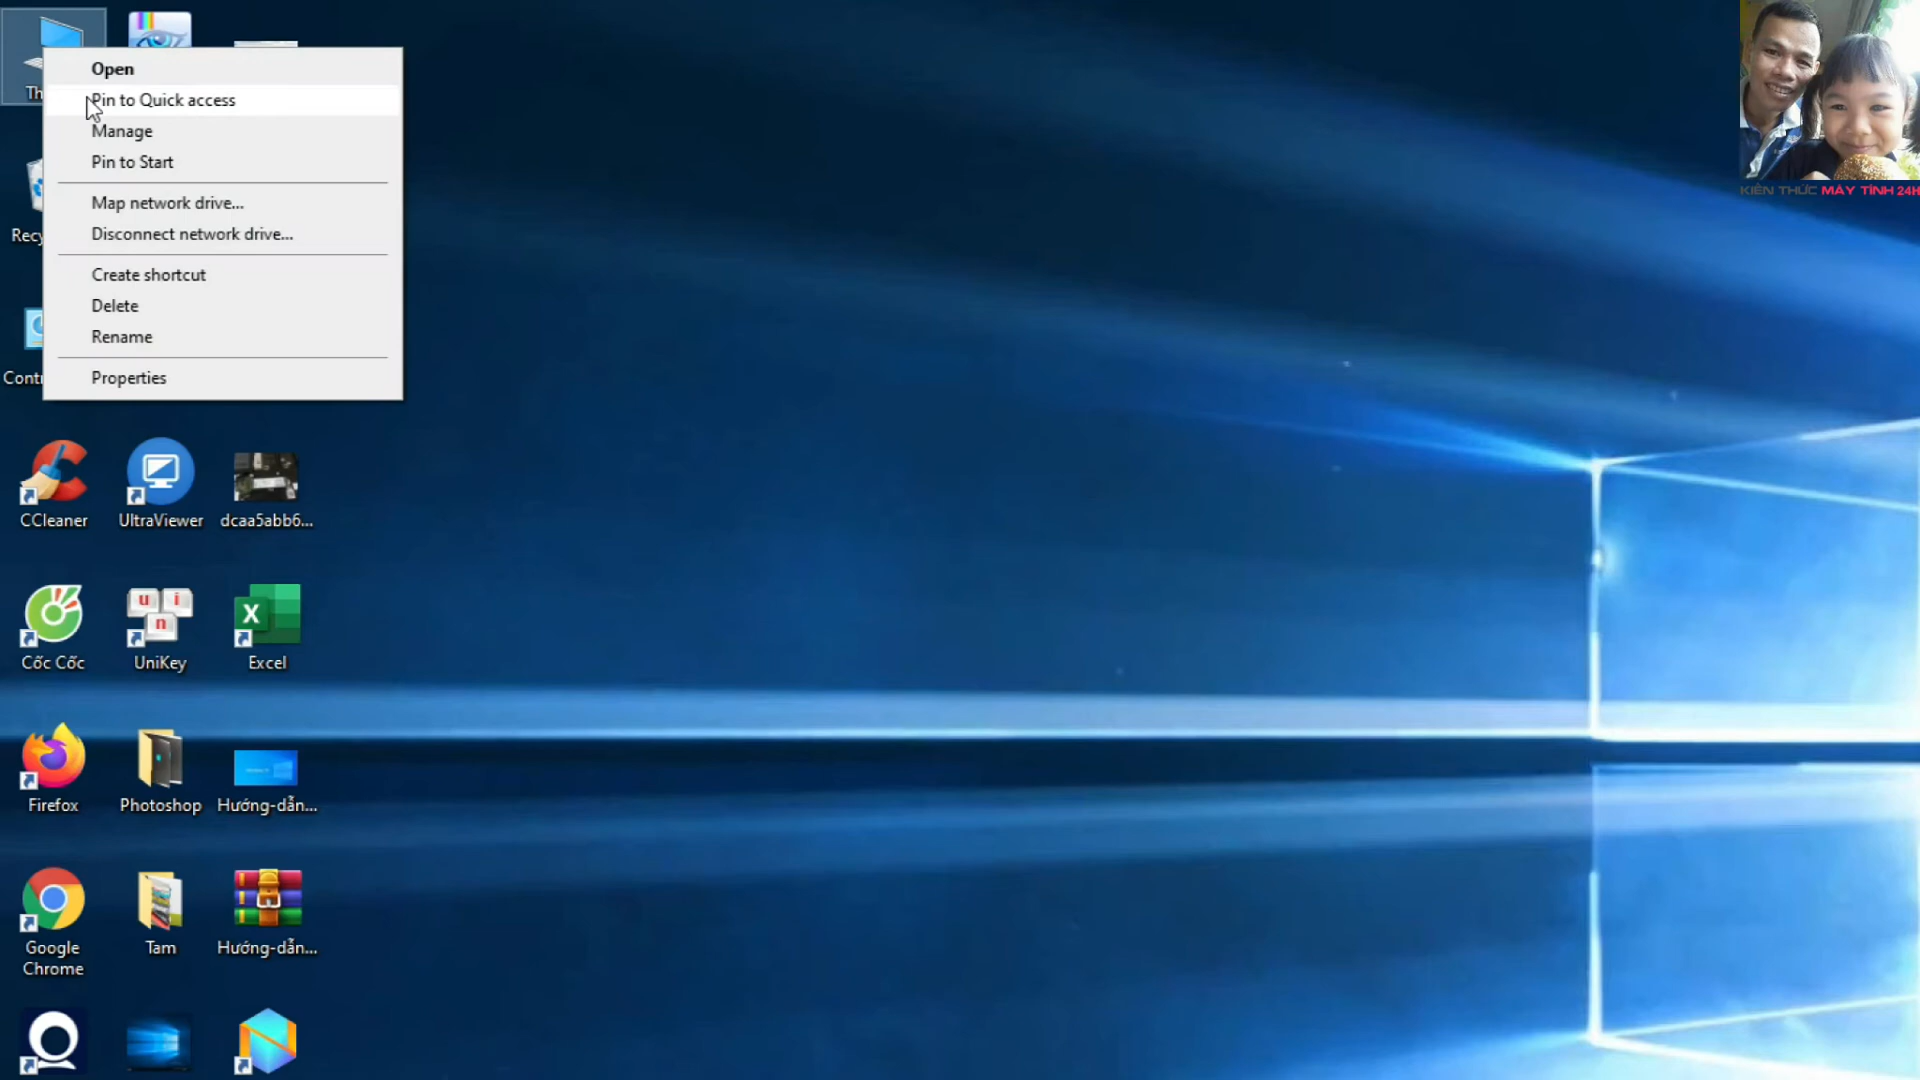 Th
Open
Pin to Quick access
Manage
Pin to Start
Map network drive...
Disconnect network drive...
Create shortcut
Delete
Rename
Properties
Recy
Contr
KIẾN THỨC MÁY TÍNH 24H
CCleaner
UltraViewer
dcaa5abb6...
Cốc Cốc
UniKey
Excel
Firefox
Photoshop
Hướng-dẫn...
Google
Chrome
Tam
Hướng-dẫn...